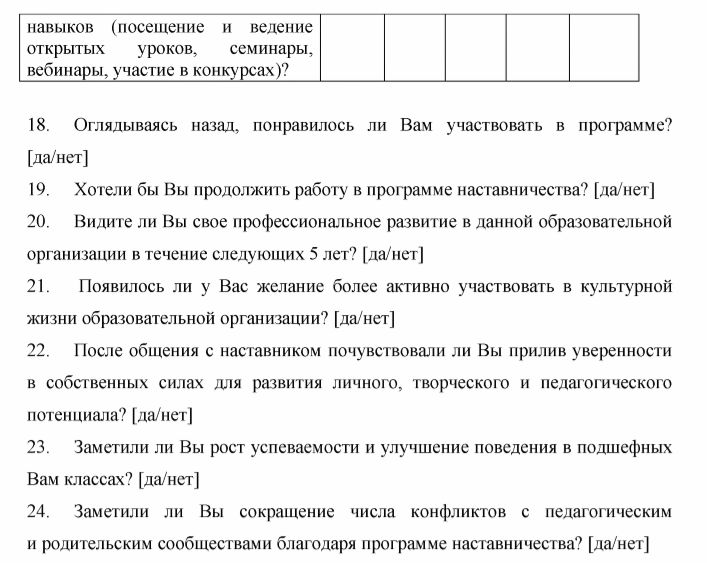 навыков (посещение и ведение
открытых уроков, семинары,
вебинары, участие в конкурсах)?
18. Оглядываясь назад, понравилось ли Вам участвовать в программе?
[да/нет]
19. Хотели бы Вы продолжить работу в программе наставничества? [да/нет]
20. Видите ли Вы свое профессиональное развитие в данной образовательной
организации в течение следующих 5 лет? [да/нет]
21. Появилось ли у Вас желание более активно участвовать в культурной
жизни образовательной организации? [да/нет]
22. После общения с наставником почувствовали ли Вы прилив уверенности
в собственных силах для развития личного, творческого и педагогического
потенциала? [да/нет]
23. Заметили ли Вы рост успеваемости и улучшение поведения в подшефных
Вам классах? [да/нет]
24. Заметили ли Вы сокращение числа конфликтов с педагогическим
и родительским сообществами благодаря программе наставничества? [да/нет]